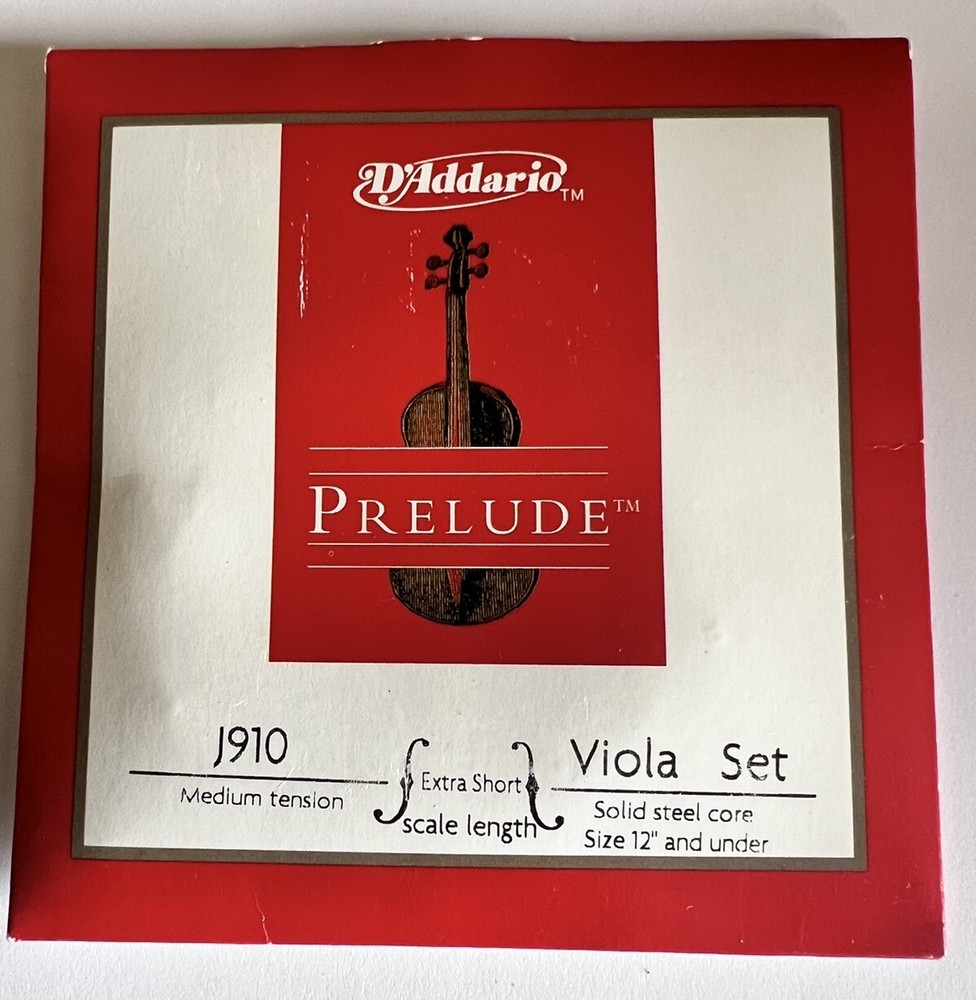 D'Addario™
PRELUDE™
J910
Medium tension
Extra Short
scale length
Viola Set
Solid steel core
Size 12" and under